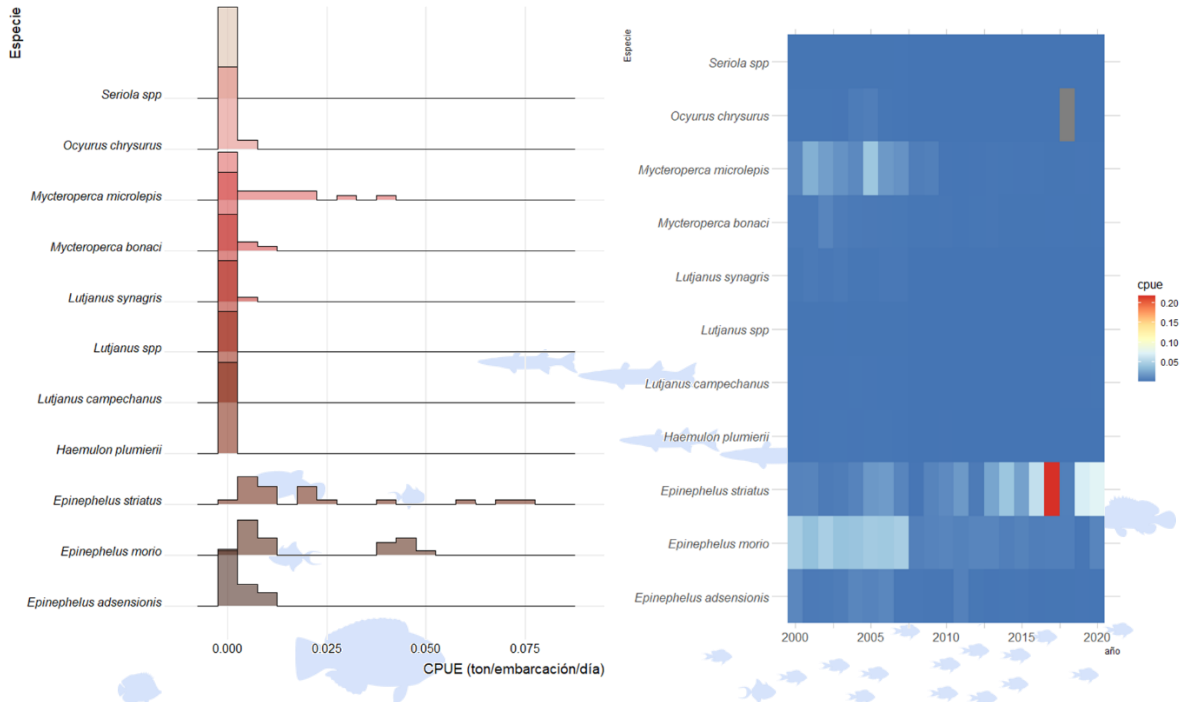 Especie
Seriola spp
Ocyurus chrysurus
Mycteroperca microlepis
Mycteroperca bonaci
Lutjanus synagris
Lutjanus spp
Lutjanus campechanus
Haemulon plumierii
Epinephelus striatus
Epinephelus morio
Epinephelus adsensionis
0.000
0.025
0.050
0.075
CPUE (ton/embarcación/día)
Especie
Seriola spp
Ocyurus chrysurus
Mycteroperca microlepis
Mycteroperca bonaci
Lutjanus synagris
Lutjanus spp
Lutjanus campechanus
Haemulon plumierii
Epinephelus striatus
Epinephelus morio
Epinephelus adsensionis
2000
2005
2010
2015
2020
año
cpue
0.20
0.15
0.10
0.05